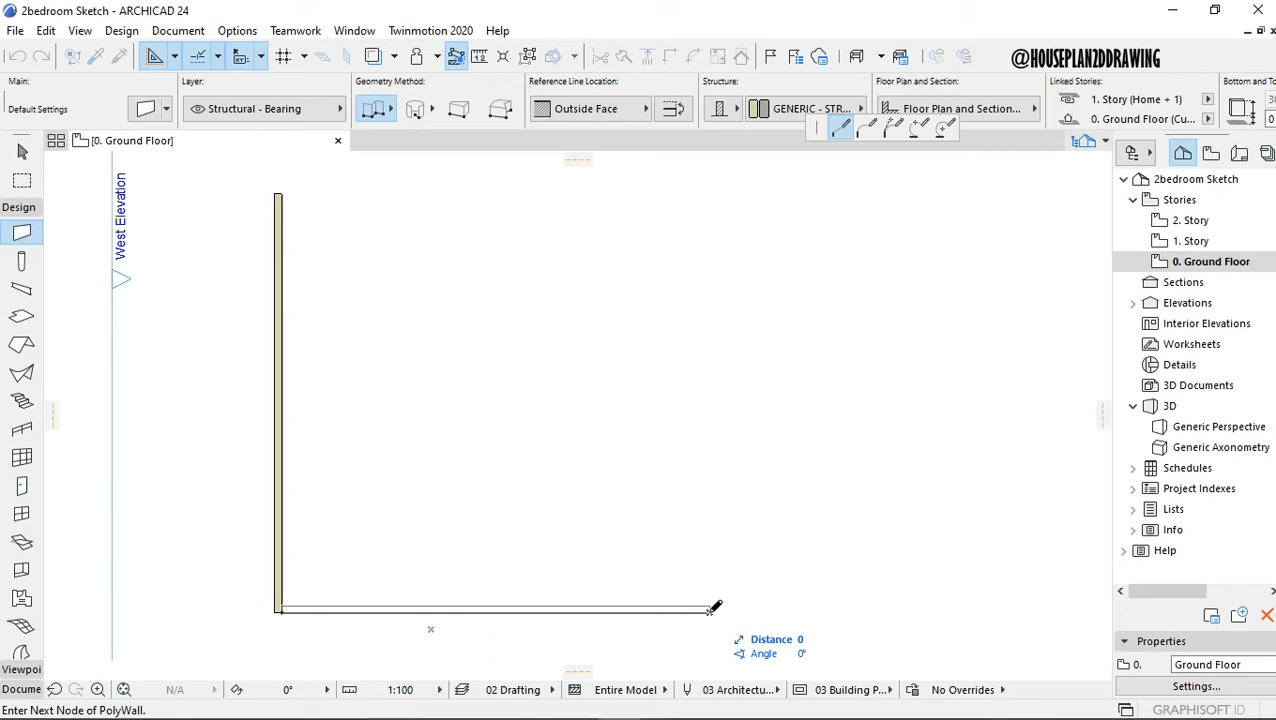 2bedroom Sketch - ARCHICAD 24
File Edit View Design Document Options Teamwork Twinmotion 2020 Window Help
@HOUSEPLAN2DDRAWING
Main: Layer: Geometry Method: Reference Line Location: Structure: Floor Plan and Section: Linked Stories: Bottom and To
Default Settings Structural - Bearing Outside Face GENERIC - STR... Floor Plan and Section... 1. Story (Home + 1)
0. Ground Floor (Cu...
[0. Ground Floor]
West Elevation
Design
Viewpoi
Docume
2bedroom Sketch
Stories
2. Story
1. Story
0. Ground Floor
Sections
Elevations
Interior Elevations
Worksheets
Details
3D Documents
3D
Generic Perspective
Generic Axonometry
Schedules
Project Indexes
Lists
Info
Help
Properties
0. Ground Floor
Settings...
Distance 0
Angle 0°
N/A 0° 1:100 02 Drafting Entire Model 03 Architectu... 03 Building P... No Overrides
Enter Next Node of PolyWall.
GRAPHISOFT ID